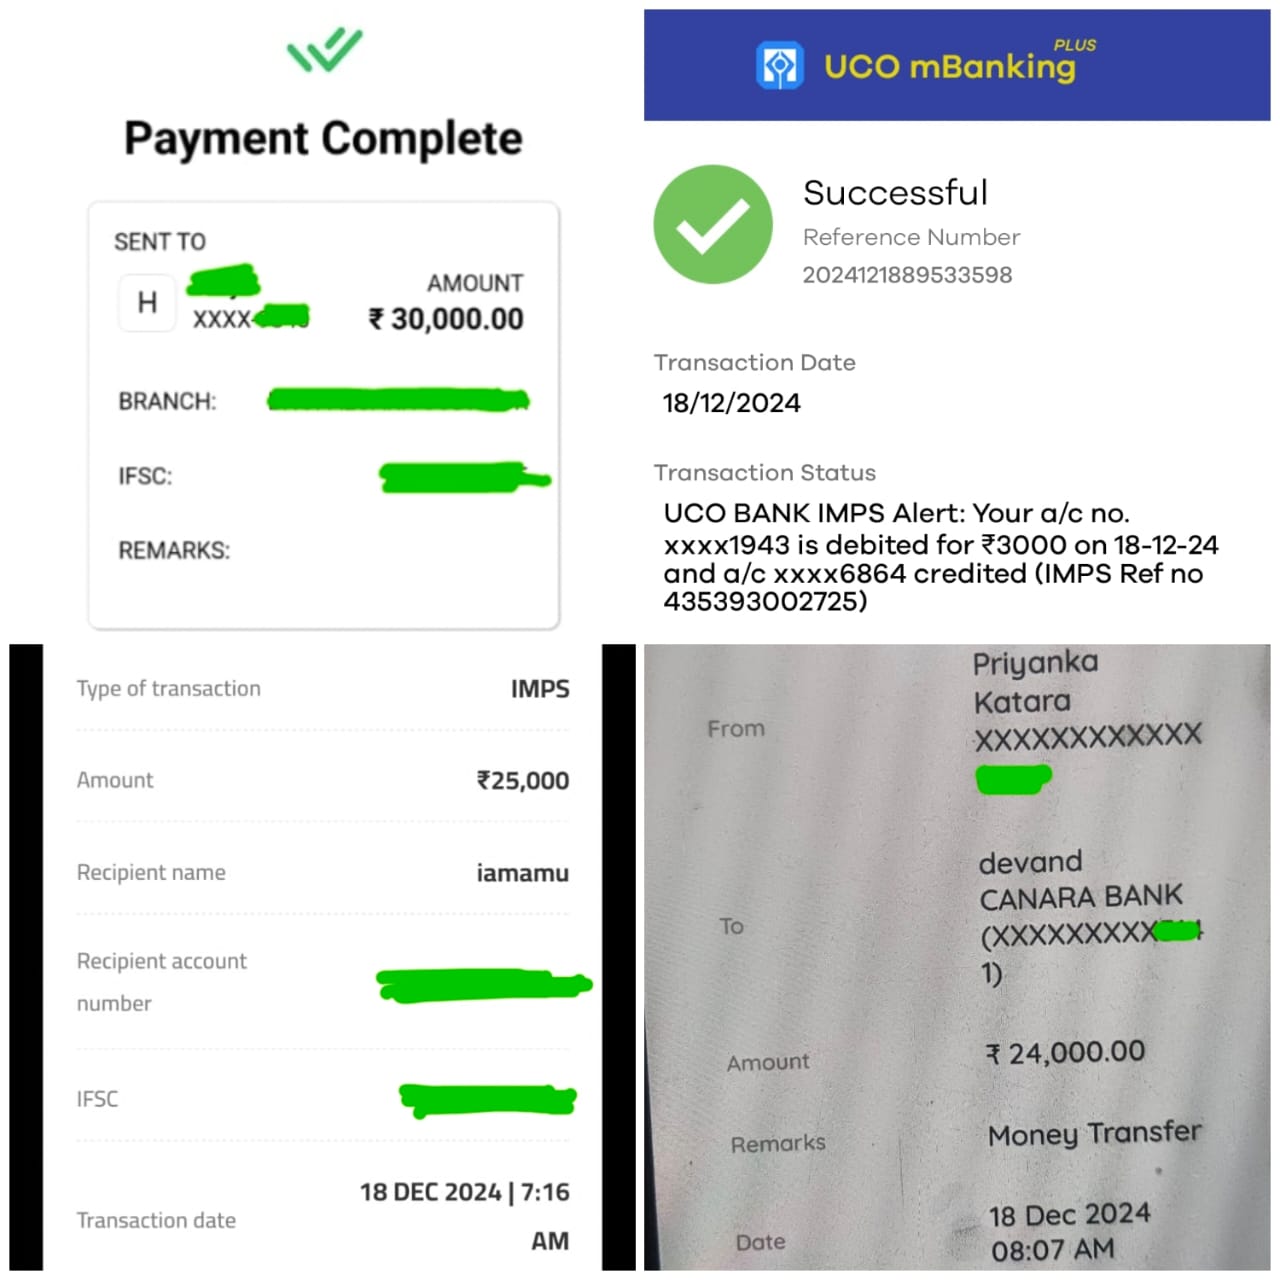 Payment Complete
SENT TO
H
XXXX
AMOUNT
₹ 30,000.00
BRANCH:
IFSC:
REMARKS:
UCO mBanking PLUS
Successful
Reference Number
2024121889533598
Transaction Date
18/12/2024
Transaction Status
UCO BANK IMPS Alert: Your a/c no.
xxxx1943 is debited for ₹3000 on 18-12-24
and a/c xxxx6864 credited (IMPS Ref no
435393002725)
Type of transaction
IMPS
Amount
₹25,000
Recipient name
iamamu
Recipient account
number
IFSC
Transaction date
18 DEC 2024 | 7:16
AM
From
Priyanka
Katara
XXXXXXXXXXXX
To
devand
CANARA BANK
(XXXXXXXXX
1)
Amount
₹ 24,000.00
Remarks
Money Transfer
Date
18 Dec 2024
08:07 AM